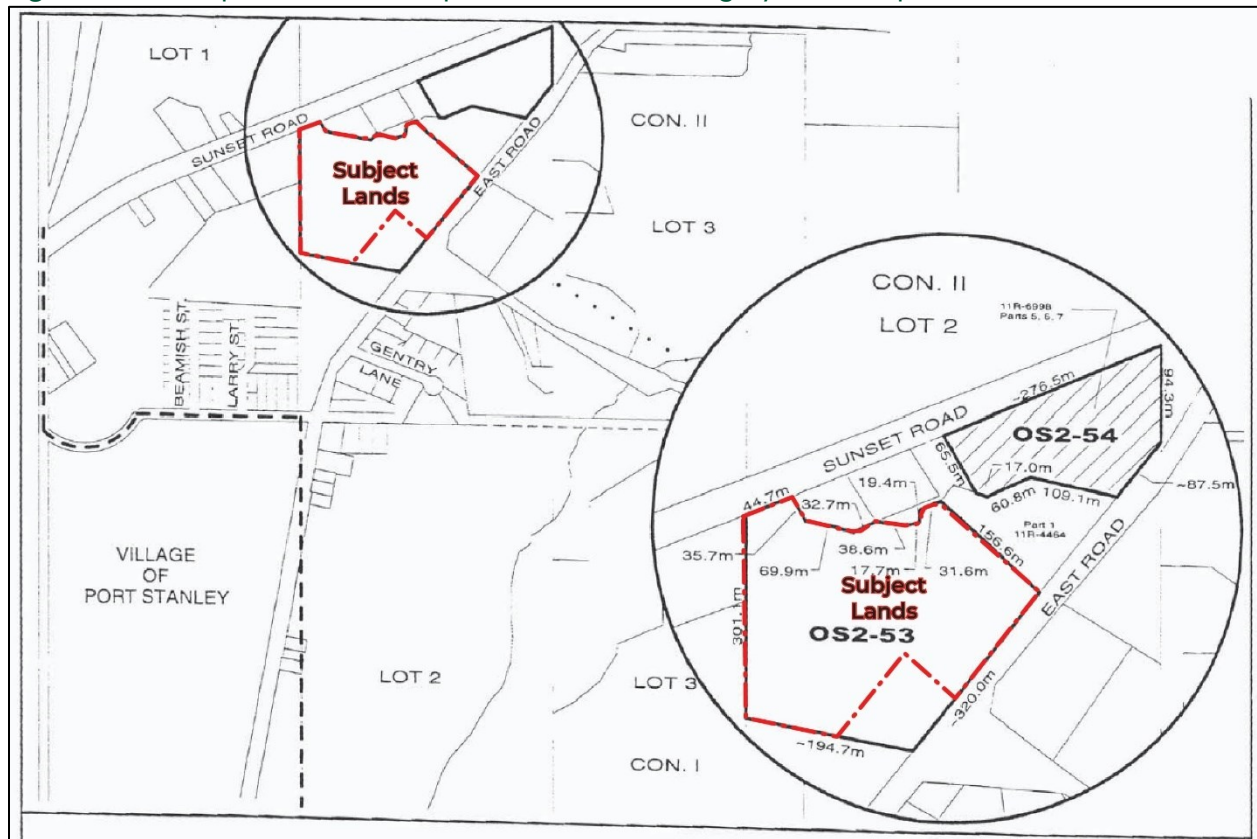 LOT 1
SUNSET ROAD
CON. II
EAST ROAD
Subject
Lands
LOT 3
CON. II
LOT 2
11R-6998
Parts 5, 6, 7
~276.5m
94.3m
SUNSET ROAD
OS2-54
65.5m
17.0m
~87.5m
60.8m
109.1m
Part 1
11R-4464
19.4m
44.7m
32.7m
35.7m
38.6m
69.9m
17.7m
31.6m
156.6m
EAST ROAD
Subject
Lands
OS2-53
301.1m
~320.0m
~194.7m
BEAMISH ST.
LARRY ST.
GENTRY
LANE
VILLAGE
OF
PORT STANLEY
LOT 2
LOT 3
CON. I